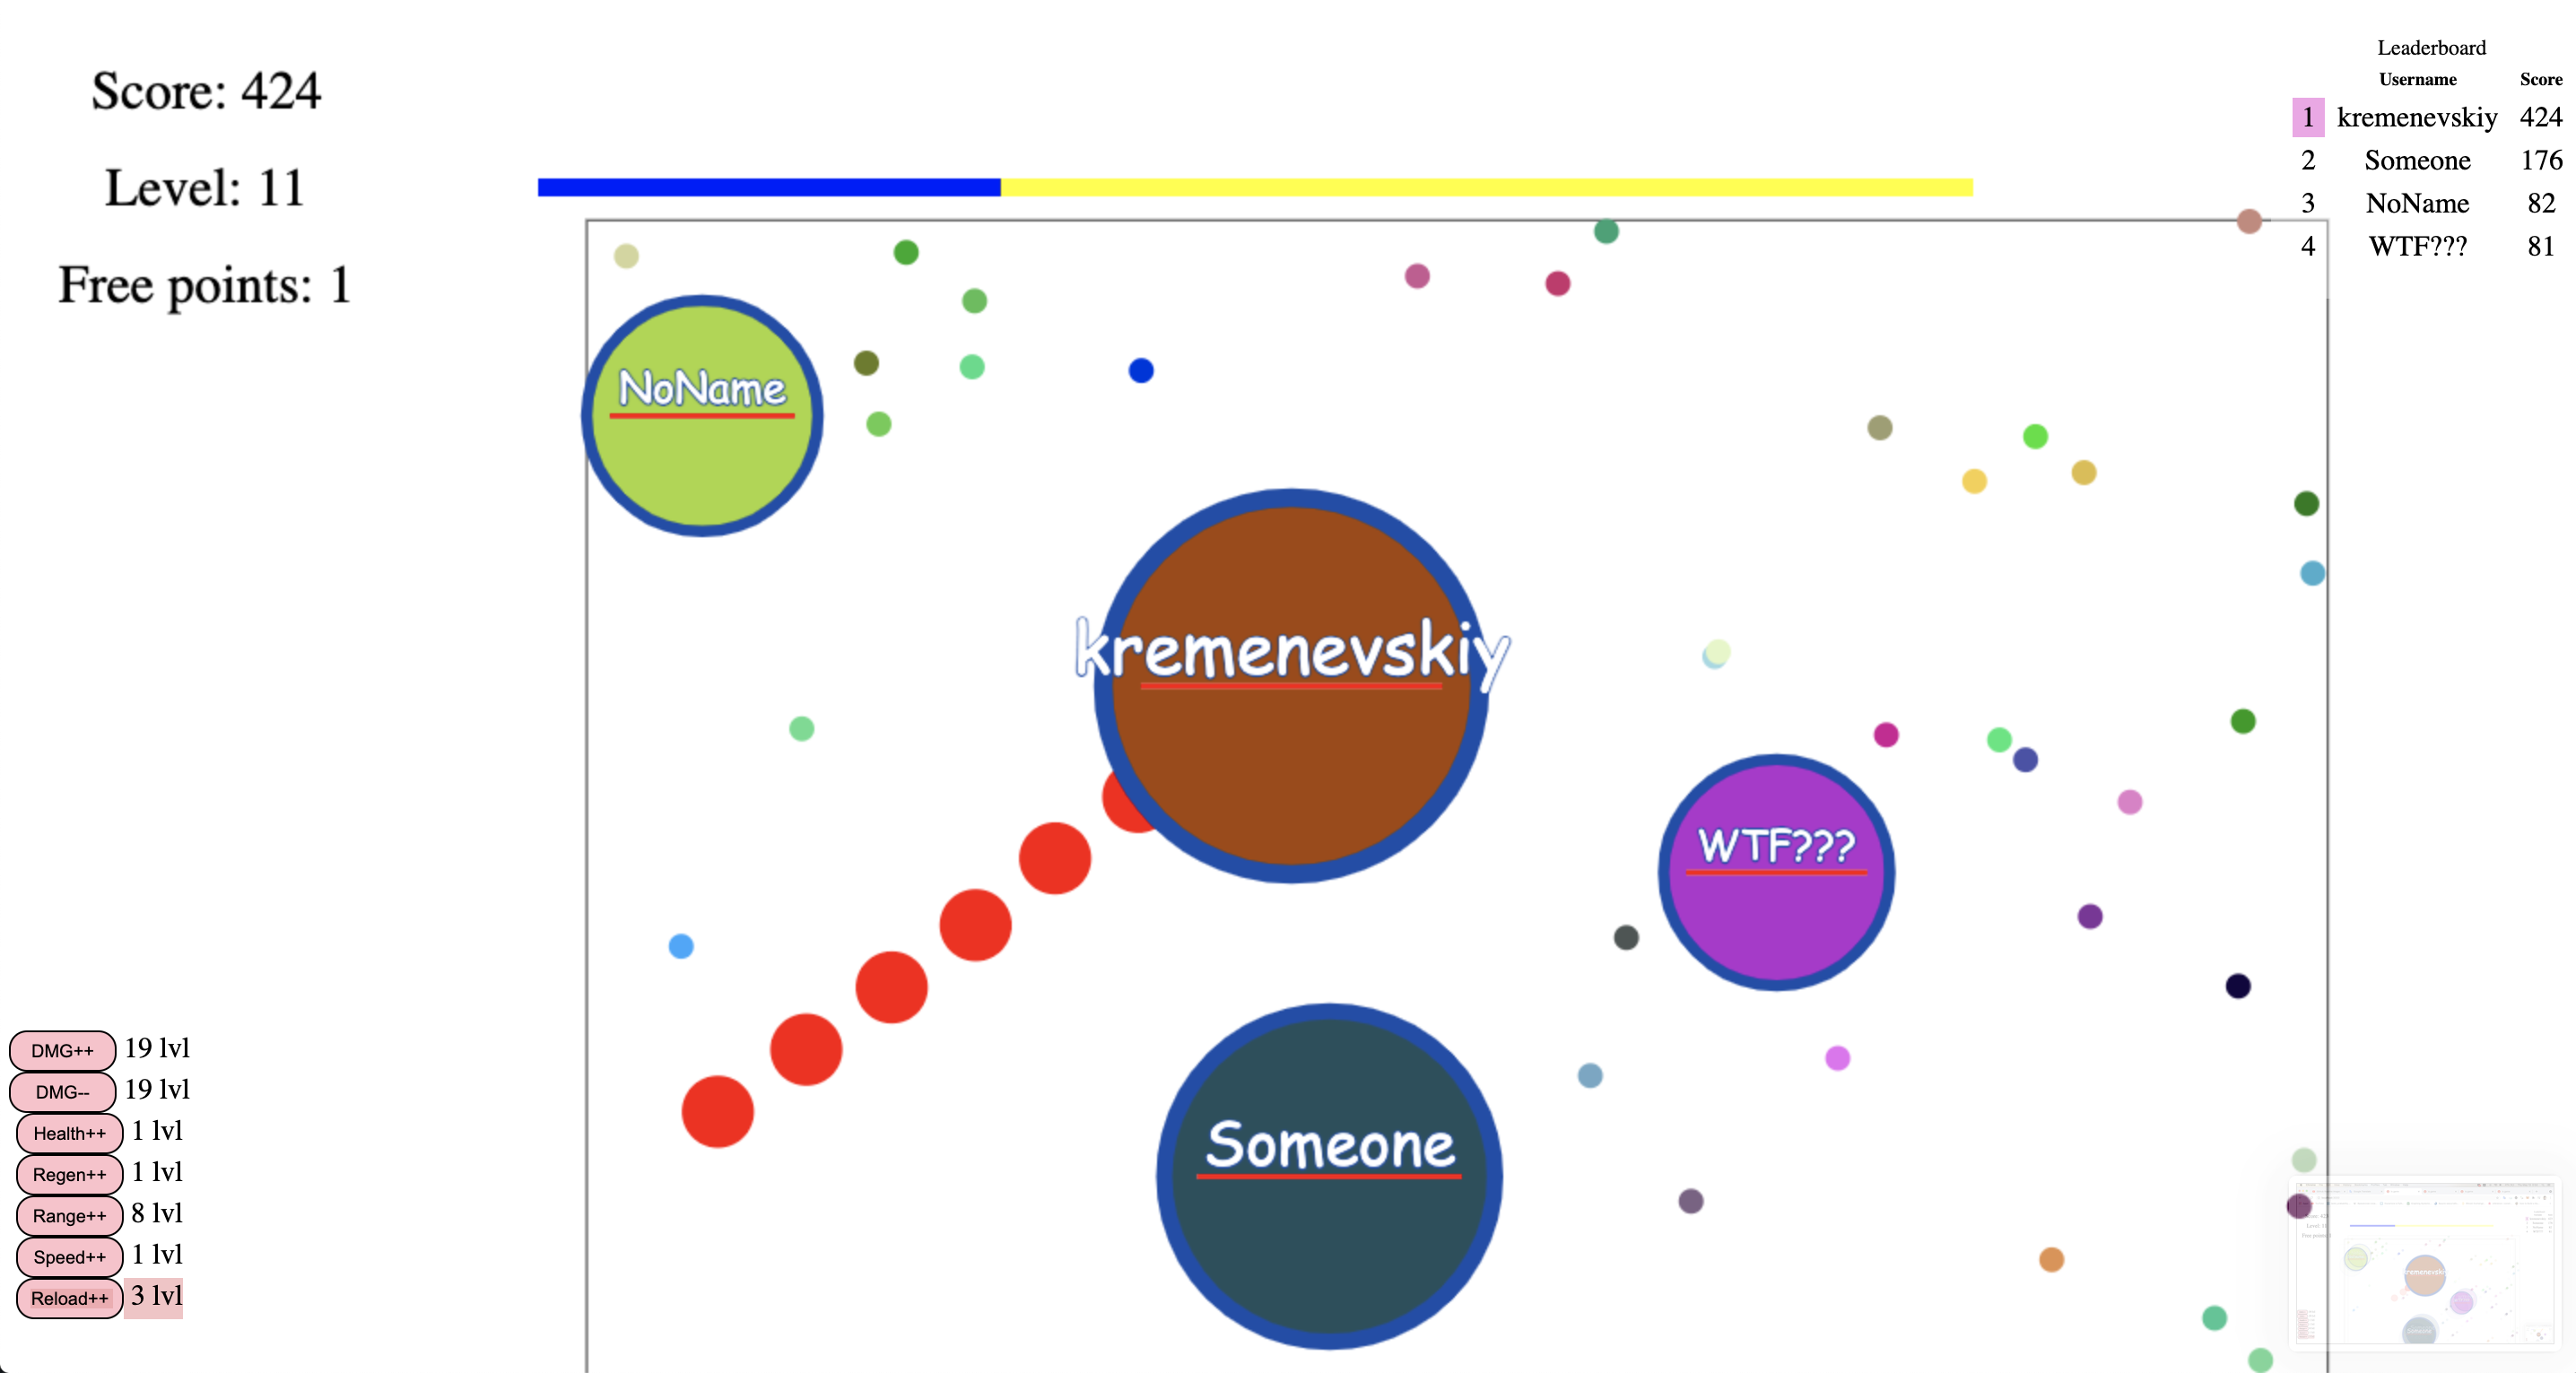 Score: 424
Level: 11
Free points: 1
Leaderboard
Username Score
1 kremenevskiy 424
2 Someone 176
3 NoName 82
4 WTF??? 81
NoName
kremenevskiy
WTF???
Someone
DMG++ 19 lvl
DMG-- 19 lvl
Health++ 1 lvl
Regen++ 1 lvl
Range++ 8 lvl
Speed++ 1 lvl
Reload++ 3 lvl